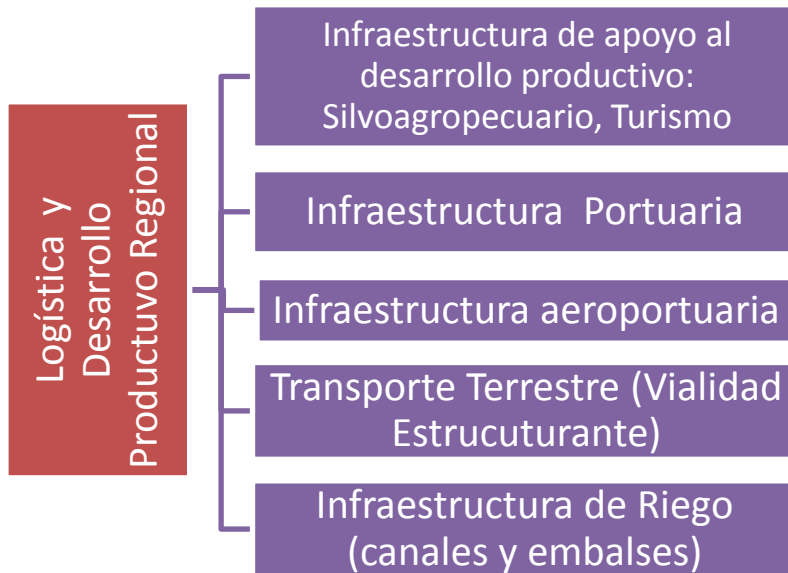 Logística y
Desarrollo
Productuvo Regional
Infraestructura de apoyo al
desarrollo productivo:
Silvoagropecuario, Turismo
Infraestructura Portuaria
Infraestructura aeroportuaria
Transporte Terrestre (Vialidad
Estrucuturante)
Infraestructura de Riego
(canales y embalses)